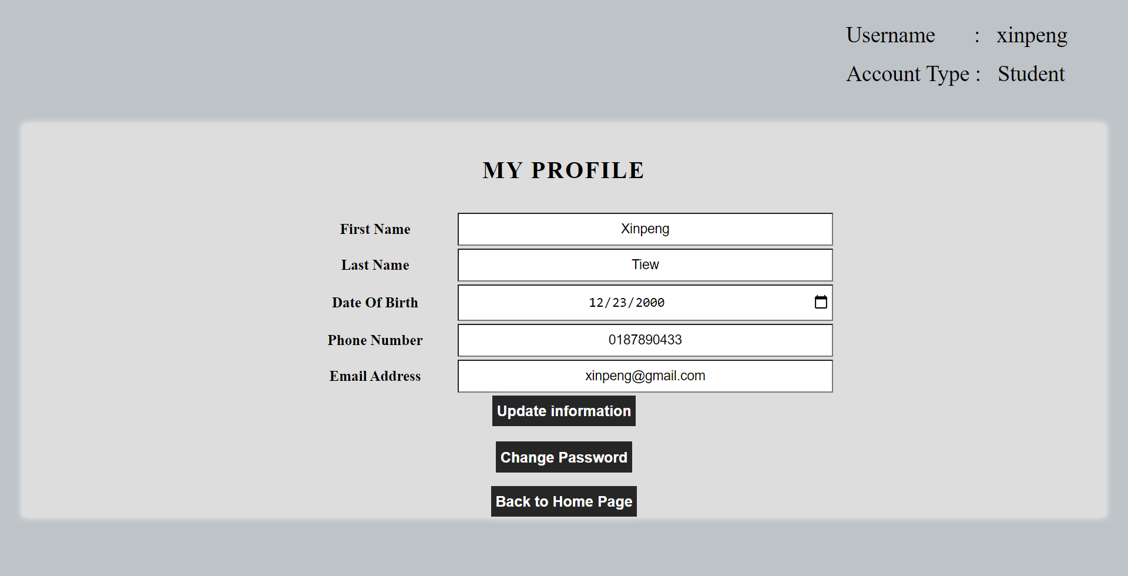 Username : xinpeng
Account Type : Student
MY PROFILE
First Name Xinpeng
Last Name Tiew
Date Of Birth 12/23/2000
Phone Number 0187890433
Email Address xinpeng@gmail.com
Update information
Change Password
Back to Home Page